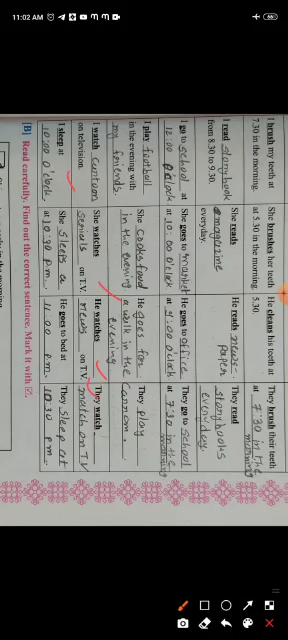 11:02 AM
66
I brush my teeth at
7.30 in the morning.
She brushes her teeth
at 5.30 in the morning.
He cleans his teeth at
5.30.
They brush their teeth
at 7:30 in the
morning
I read storybook
from 8.30 to 9.30.
She reads
magazine
everyday.
He reads news-
paper
They read
storybooks
everyday.
I go to school at
12:00 o'clock
She goes to market
at 10:00 o'clock
He goes to office
at 9:00 o'clock
They go to school
at 7:30 in the
morning
I play football
in the evening with
my friends.
She cooks food
in the evening
He goes for
a walk in the
evening
They play
Carrom.
I watch Cartoon
on television.
She watches
serials on T.V.
He watches
news on T.V.
They watch
match on TV
I sleep at
10:00 o'clock.
She sleeps
at 10:30 p.m.
He goes to bed at
11:00 p.m.
They sleep at
10:30 p.m.
[B] Read carefully. Find out the correct sentence. Mark it with ☑.